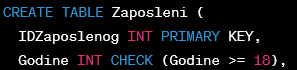 CREATE TABLE Zaposleni (
  IDZaposlenog INT PRIMARY KEY,
  Godine INT CHECK (Godine >= 18),